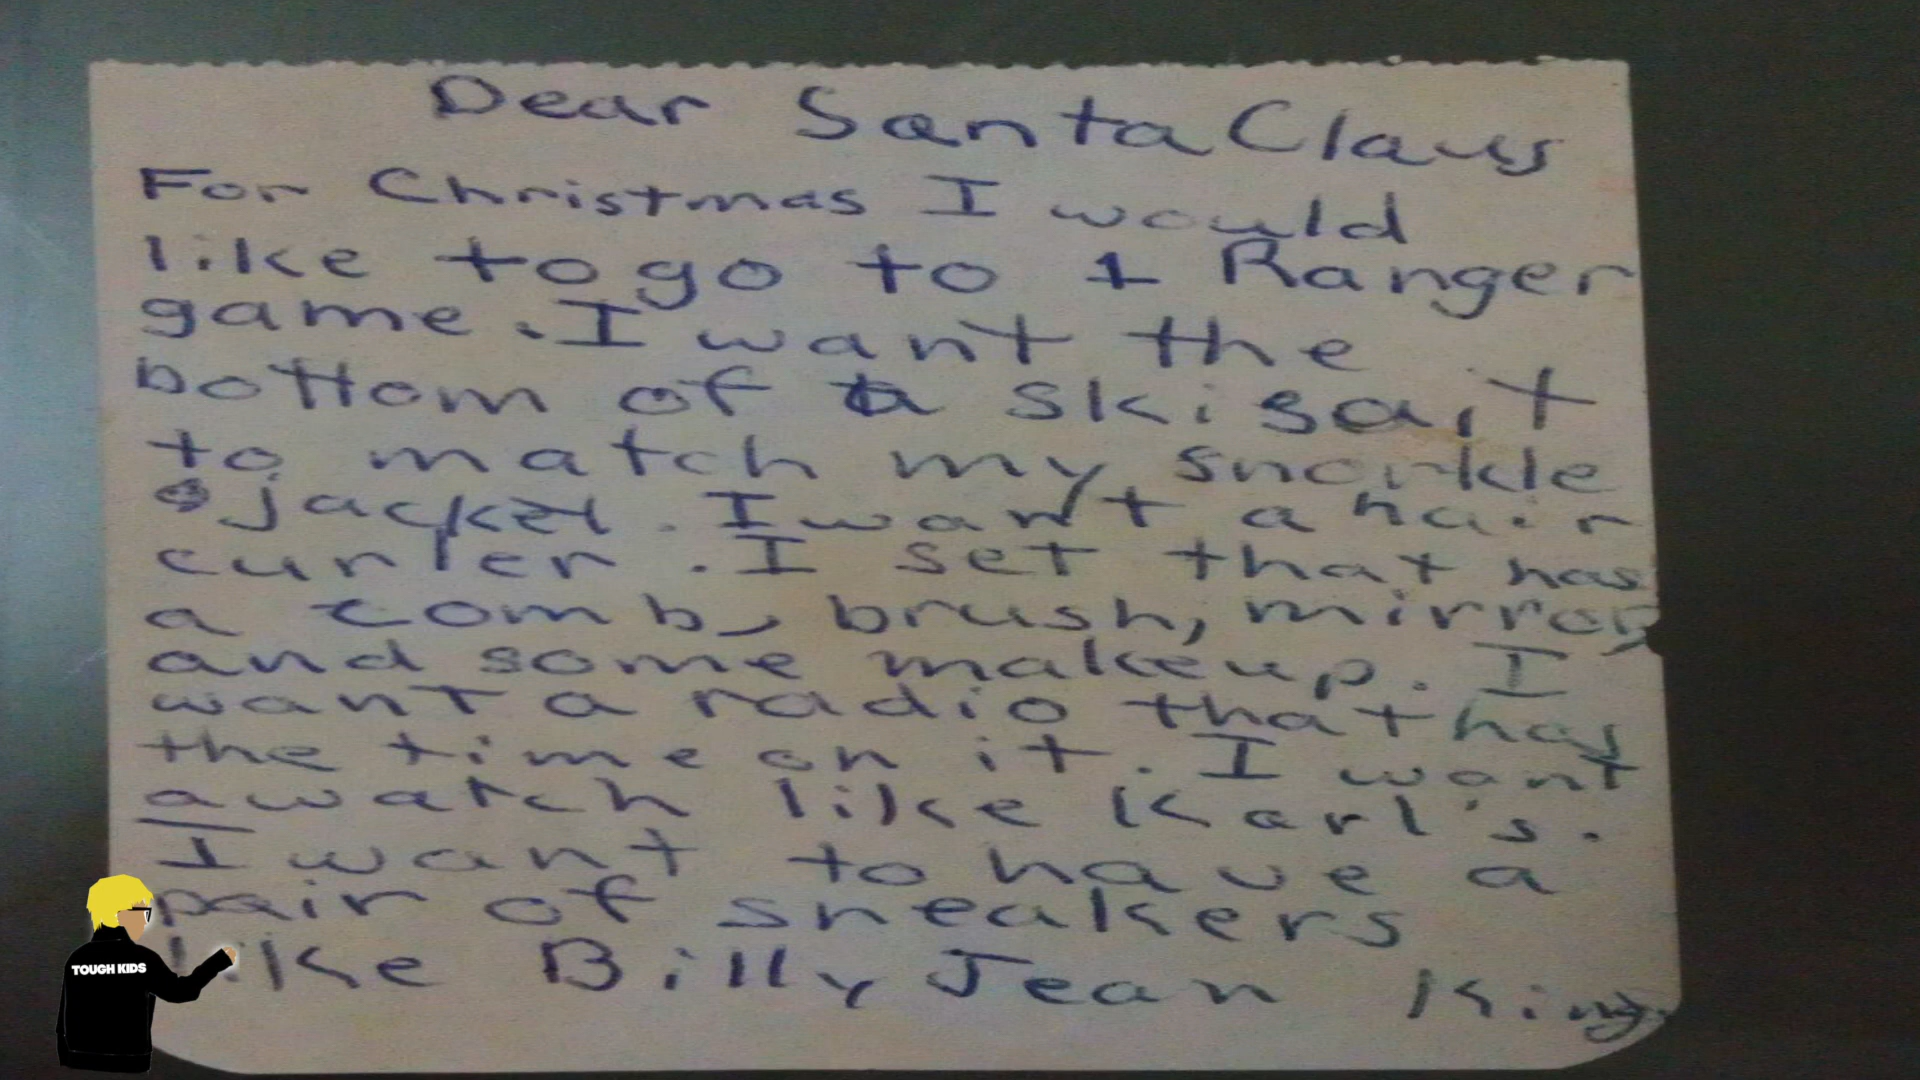 Dear Santa Claus
For Christmas I would
like to go to 1 Ranger
game. I want the
bottom of a ski sait
to match my snorkle
jacket. I want a hair
curler. I set that has
a comb, brush, mirror,
and some makeup. I
want a radio that has
the time on it. I want
a watch like Karl's.
I want to have a
pair of sneakers
like Billy Jean King.
TOUGH KIDS